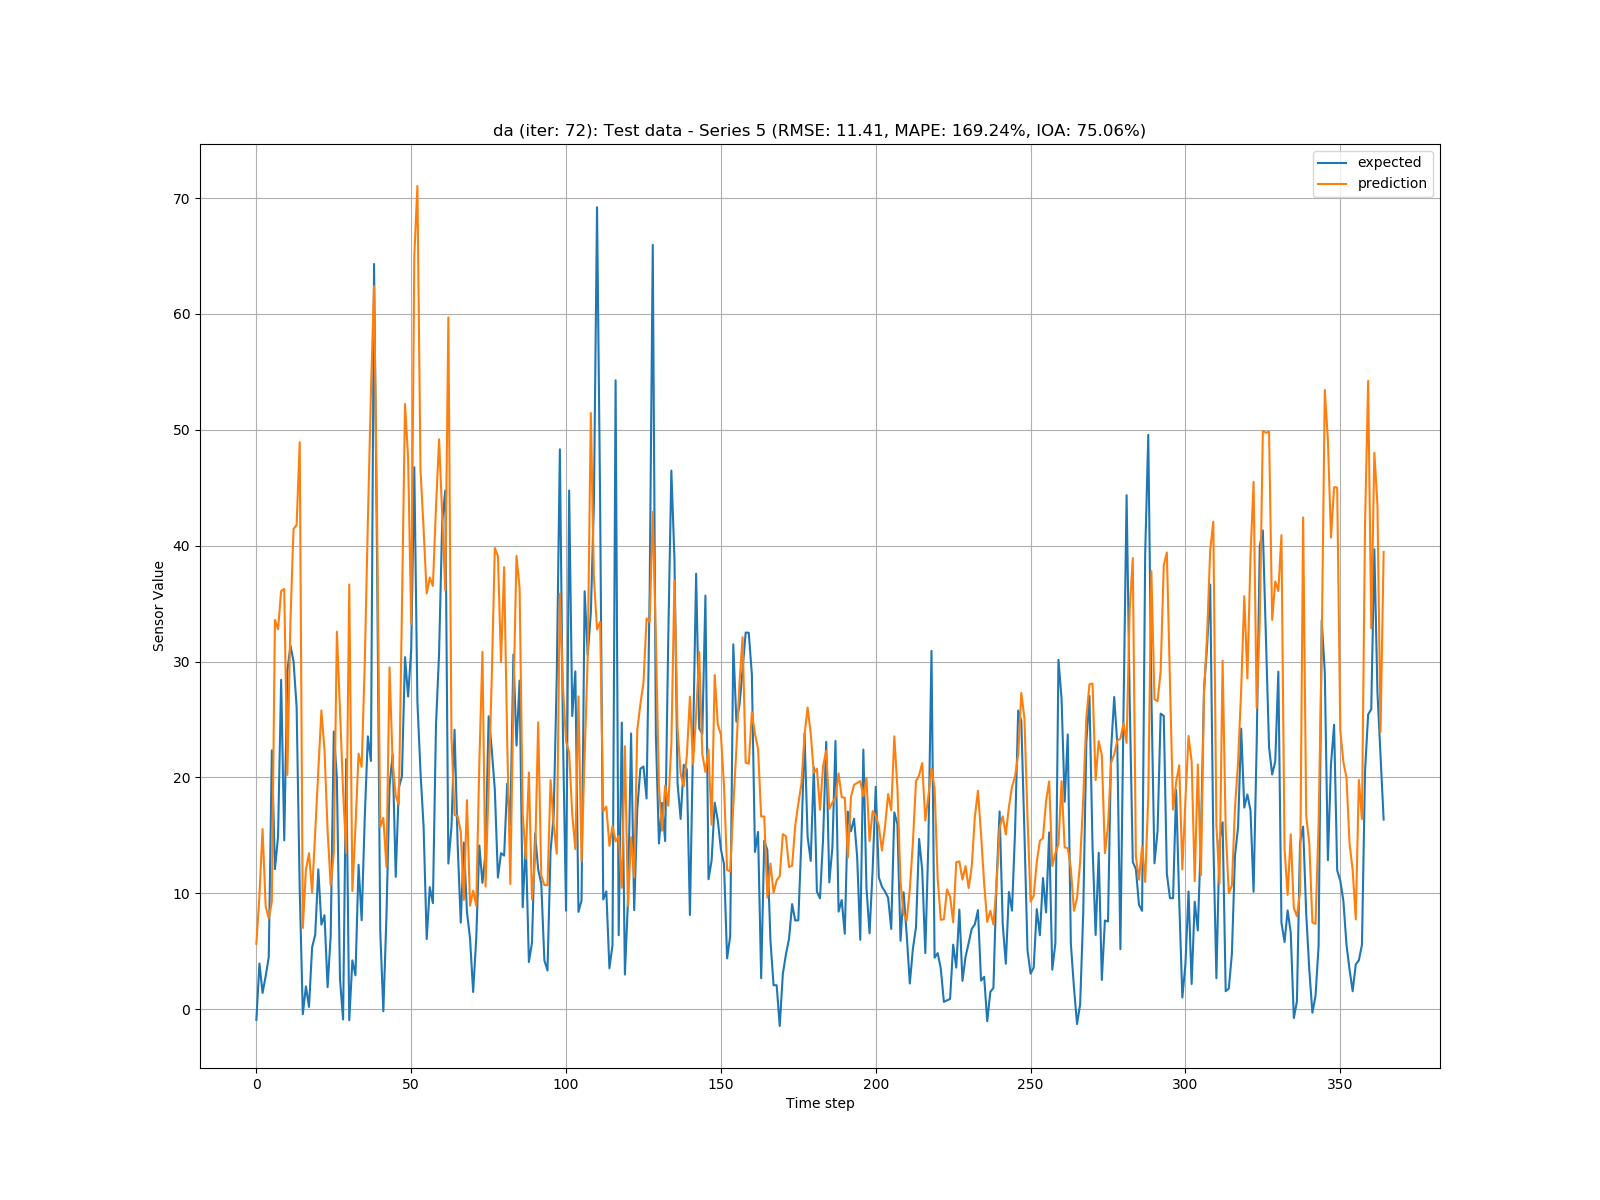 da (iter: 72): Test data - Series 5 (RMSE: 11.41, MAPE: 169.24%, IOA: 75.06%)
expected
prediction
70
60
50
40
30
20
10
0
Sensor Value
0 50 100 150 200 250 300 350
Time step